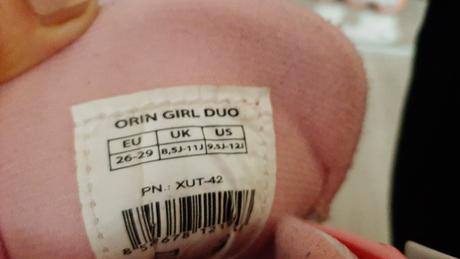 ORIN GIRL DUO
EU UK US
26-29 8,5J-11J 9,5J-12J
PN.: XUT-42